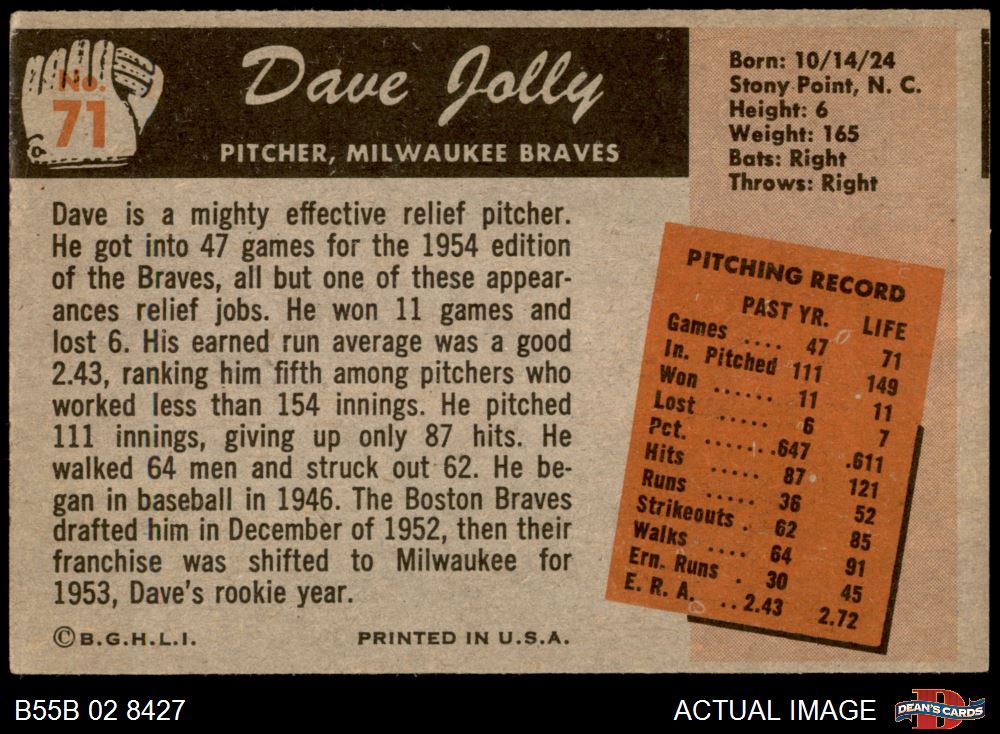 No.
71
Dave Jolly
PITCHER, MILWAUKEE BRAVES
Born: 10/14/24
Stony Point, N. C.
Height: 6
Weight: 165
Bats: Right
Throws: Right
Dave is a mighty effective relief pitcher.
He got into 47 games for the 1954 edition
of the Braves, all but one of these appear-
ances relief jobs. He won 11 games and
lost 6. His earned run average was a good
2.43, ranking him fifth among pitchers who
worked less than 154 innings. He pitched
111 innings, giving up only 87 hits. He
walked 64 men and struck out 62. He be-
gan in baseball in 1946. The Boston Braves
drafted him in December of 1952, then their
franchise was shifted to Milwaukee for
1953, Dave's rookie year.
©B.G.H.L.I. PRINTED IN U.S.A.
PITCHING RECORD
PAST YR. LIFE
Games .... 47 71
In. Pitched 111 149
Won ...... 11 11
Lost ..... 6 7
Pct. ...... .647 .611
Hits ..... 87 121
Runs ..... 36 52
Strikeouts . 62 85
Walks .... 64 91
Ern. Runs . 30 45
E. R. A. .. 2.43 2.72
B55B 02 8427
ACTUAL IMAGE
DEAN'S CARDS